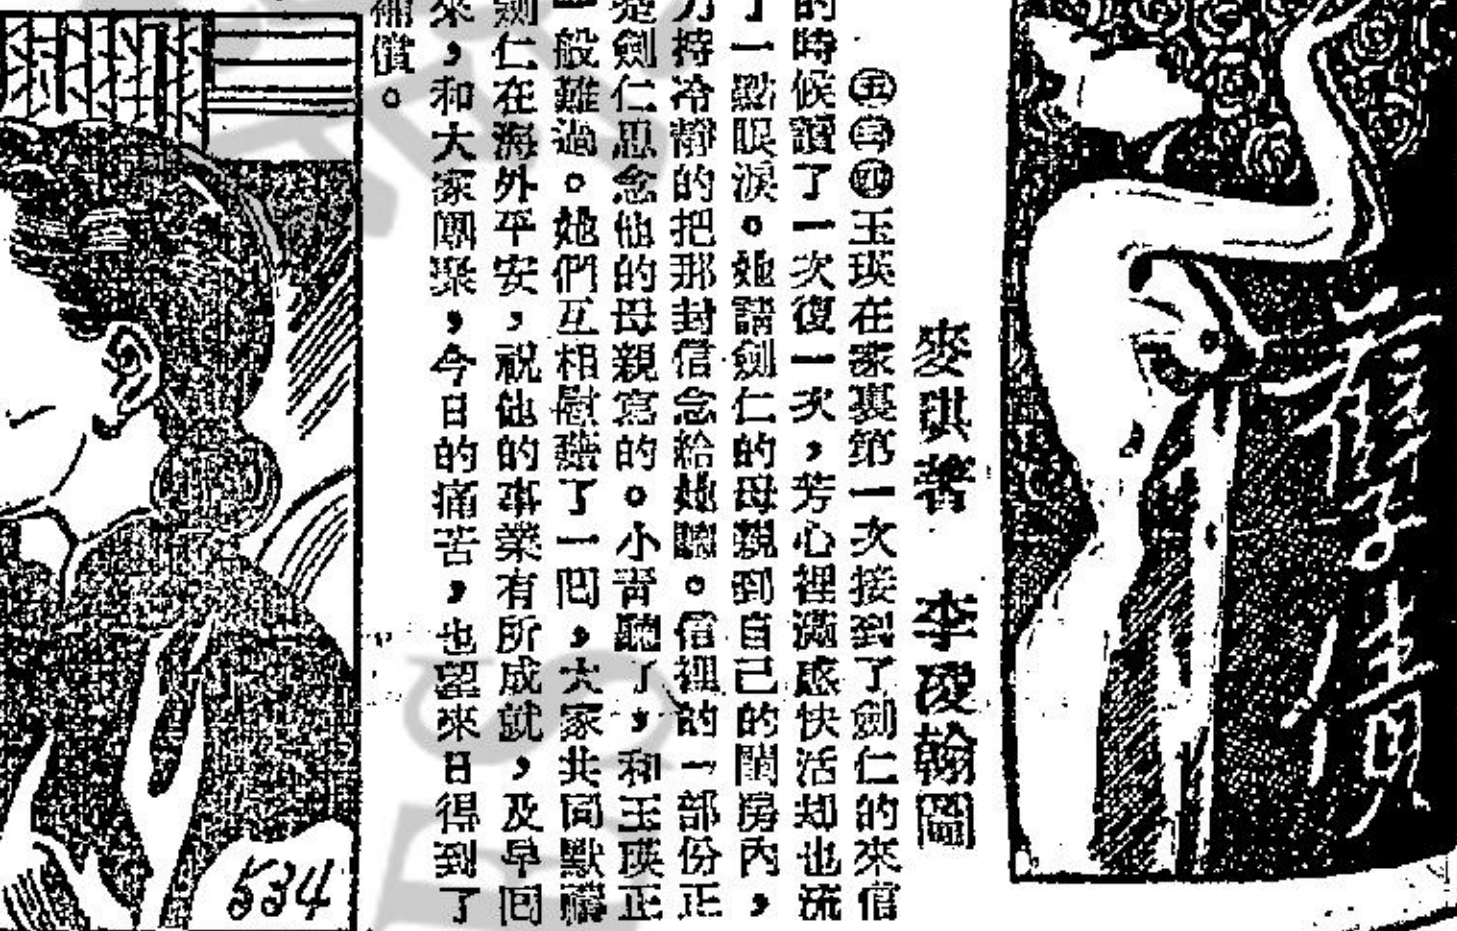 孽債
麥琪著　李凌翰圖
㊄㊂㊃玉瑛在家裏第一次接到了劍仁的來信
的時候讀了一次復一次，芳心裡滿感快活却也流
了一點眼淚。她請劍仁的母親到自己的閨房內，
力持冷靜的把那封信念給她聽。信裡的一部份正
是劍仁思念他的母親寫的。小青聽了，和玉瑛正
一般難過。她們互相慰藉了一回，大家共同默禱
劍仁在海外平安，祝他的事業有所成就，及早回
來，和大家團聚，今日的痛苦，也望來日得到了
補償。
534